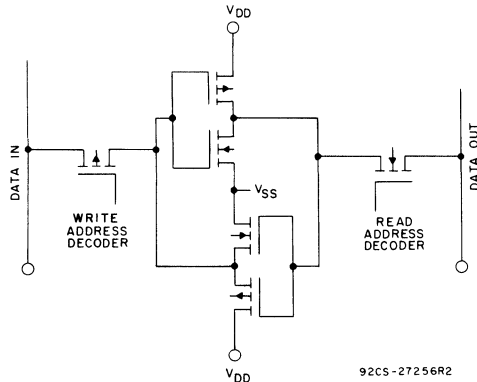 VDD
DATA IN
WRITE
ADDRESS
DECODER
VSS
READ
ADDRESS
DECODER
DATA OUT
VDD
92CS-27256R2